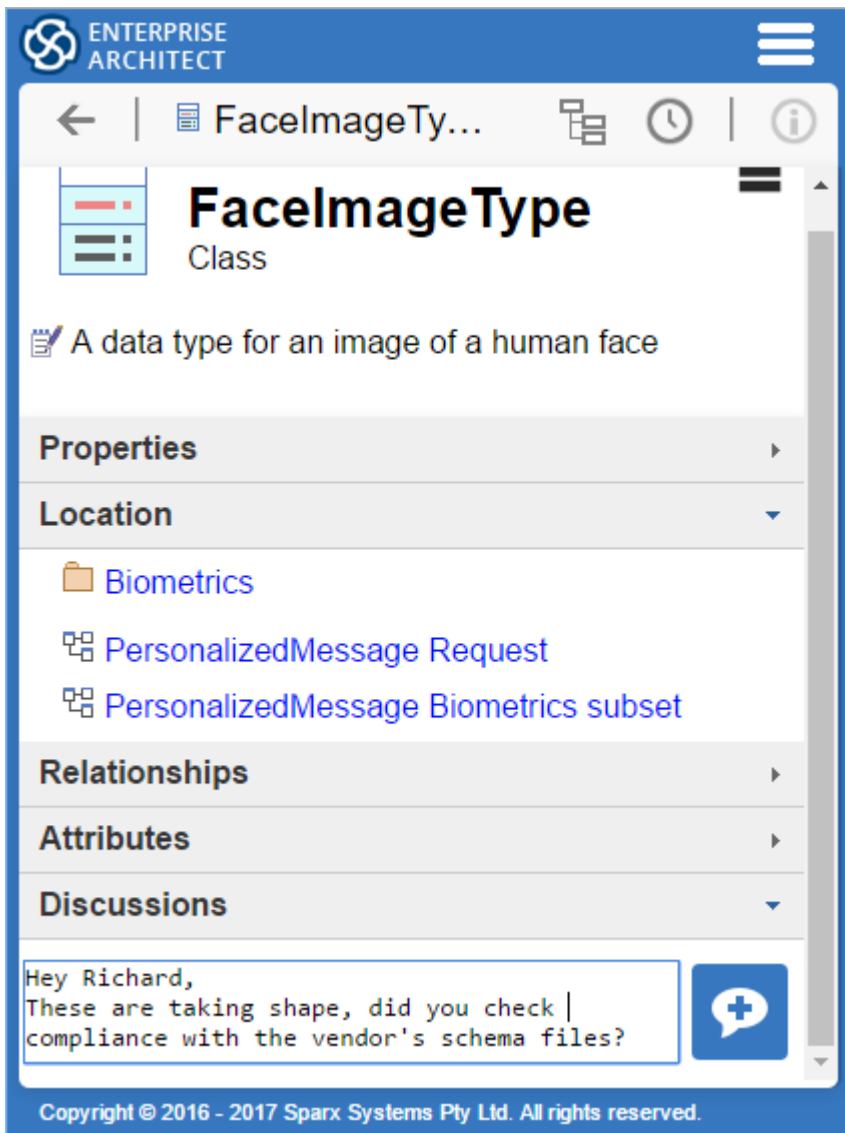 ENTERPRISE
ARCHITECT
FaceImageTy...
FaceImageType
Class
A data type for an image of a human face
Properties
Location
Biometrics
PersonalizedMessage Request
PersonalizedMessage Biometrics subset
Relationships
Attributes
Discussions
Hey Richard,
These are taking shape, did you check
compliance with the vendor's schema files?
Copyright © 2016 - 2017 Sparx Systems Pty Ltd. All rights reserved.